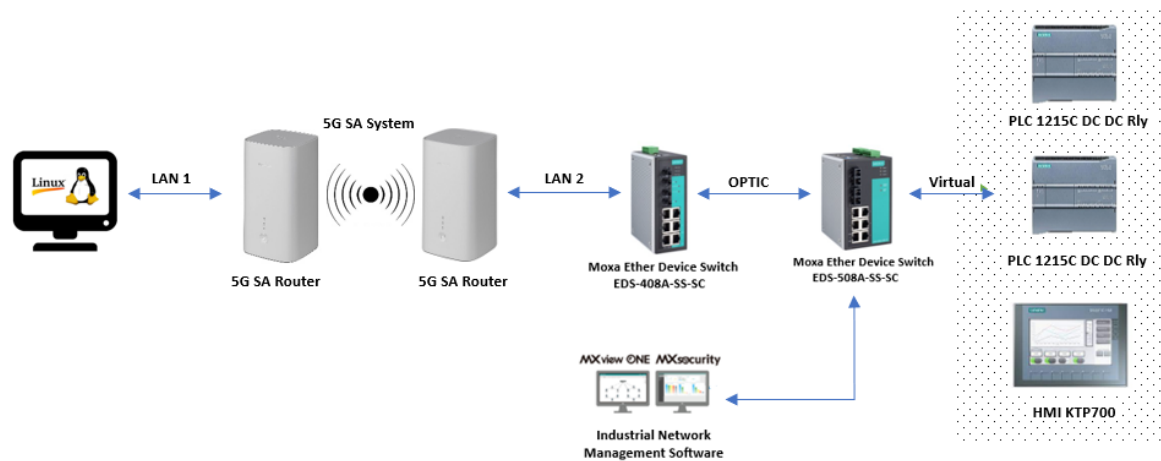 5G SA System
Linux
LAN 1
LAN 2
OPTIC
Virtual
5G SA Router
5G SA Router
Moxa Ether Device Switch
EDS-408A-SS-SC
Moxa Ether Device Switch
EDS-508A-SS-SC
PLC 1215C DC DC Rly
PLC 1215C DC DC Rly
HMI KTP700
MXview ONE MXsecurity
Industrial Network
Management Software